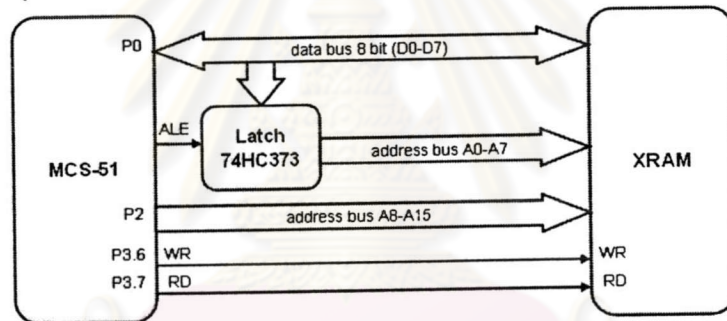 P0
data bus 8 bit (D0-D7)
ALE
Latch
74HC373
address bus A0-A7
MCS-51
XRAM
P2
address bus A8-A15
P3.6
WR
WR
P3.7
RD
RD